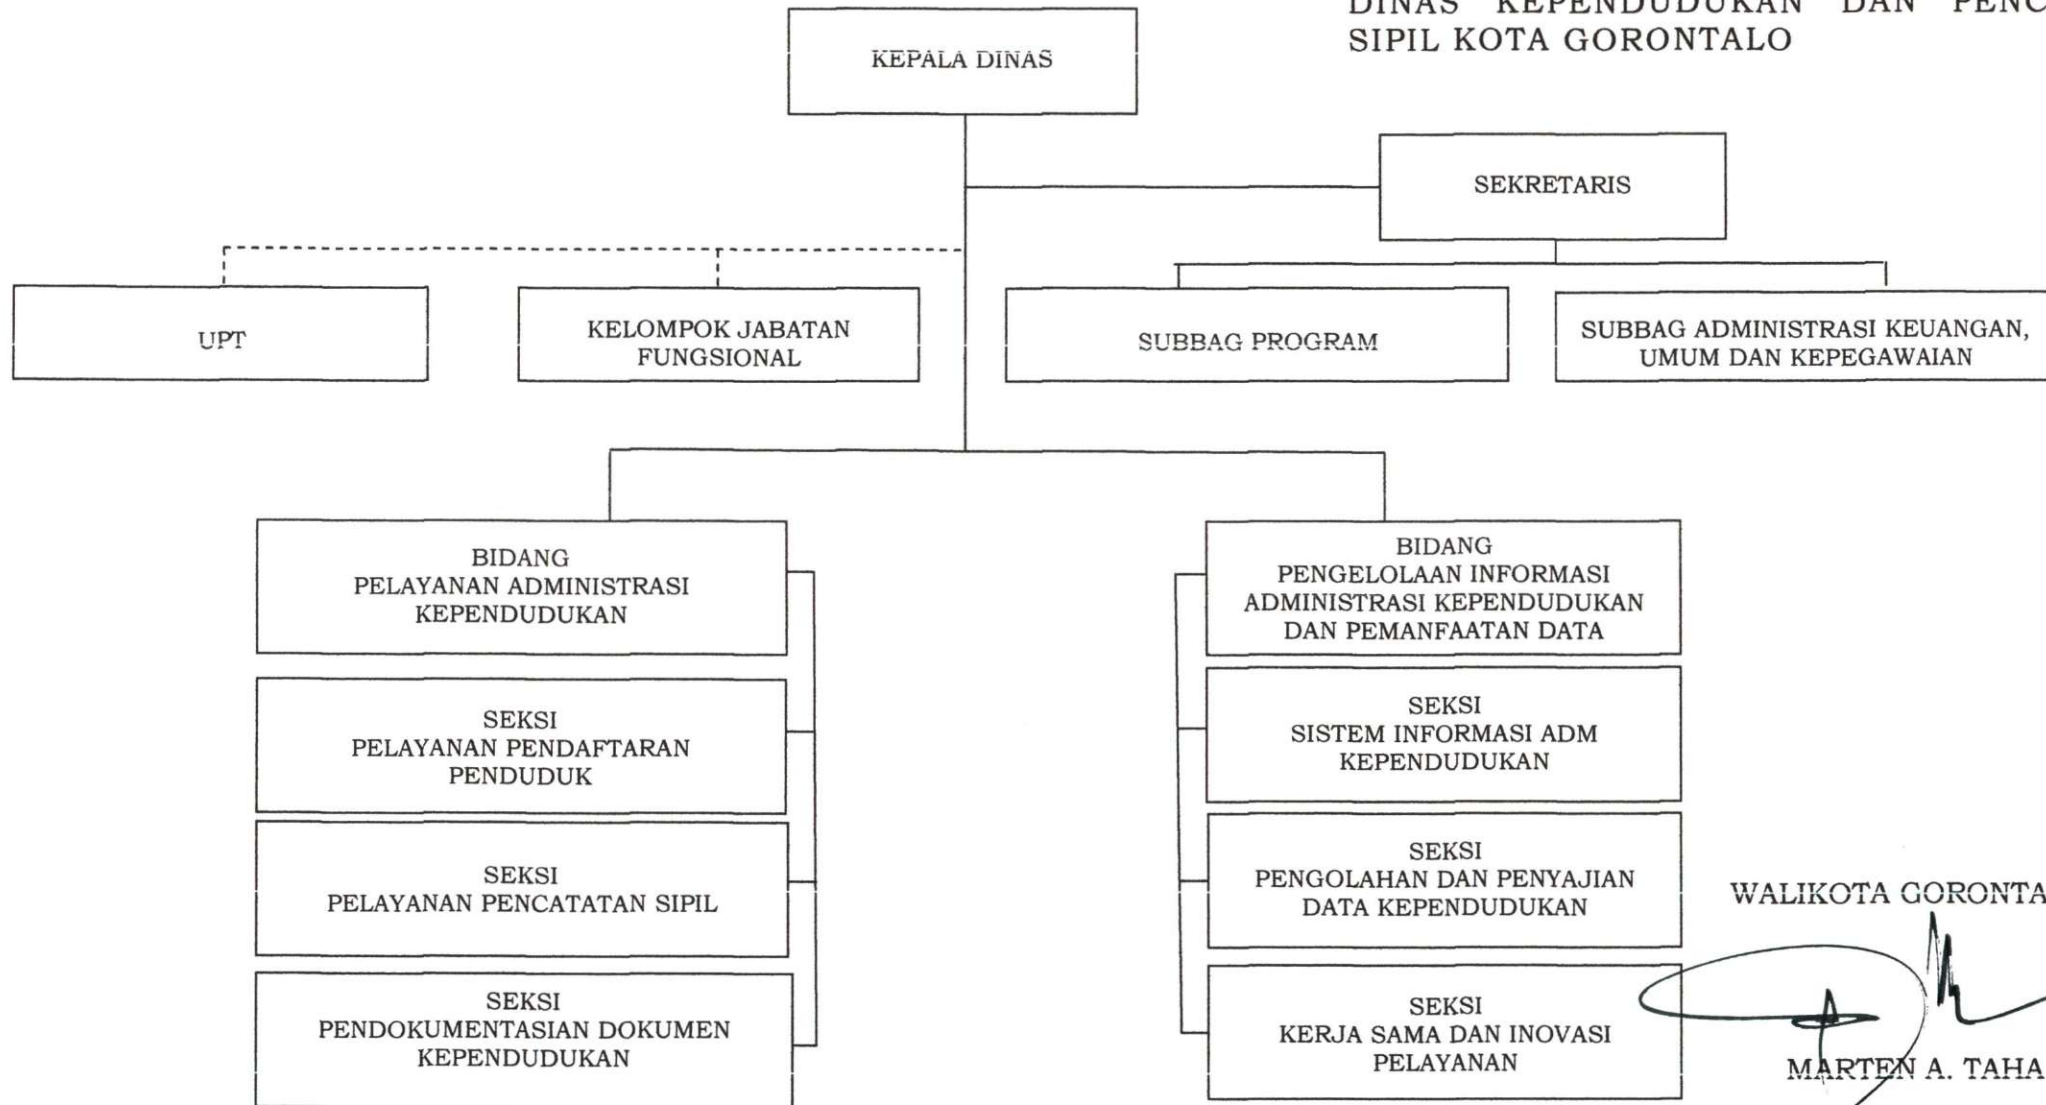 DINAS KEPENDUDUKAN DAN
SIPIL KOTA GORONTALO
KEPALA DINAS
SEKRETARIS
UPT
KELOMPOK JABATAN
FUNGSIONAL
SUBBAG PROGRAM
SUBBAG ADMINISTRASI KEUANGAN,
UMUM DAN KEPEGAWAIAN
BIDANG
PELAYANAN ADMINISTRASI
KEPENDUDUKAN
SEKSI
PELAYANAN PENDAFTARAN
PENDUDUK
SEKSI
PELAYANAN PENCATATAN SIPIL
SEKSI
PENDOKUMENTASIAN DOKUMEN
KEPENDUDUKAN
BIDANG
PENGELOLAAN INFORMASI
ADMINISTRASI KEPENDUDUKAN
DAN PEMANFAATAN DATA
SEKSI
SISTEM INFORMASI ADM
KEPENDUDUKAN
SEKSI
PENGOLAHAN DAN PENYAJIAN
DATA KEPENDUDUKAN
SEKSI
KERJA SAMA DAN INOVASI
PELAYANAN
WALIKOTA
MARTEN A. TAHA